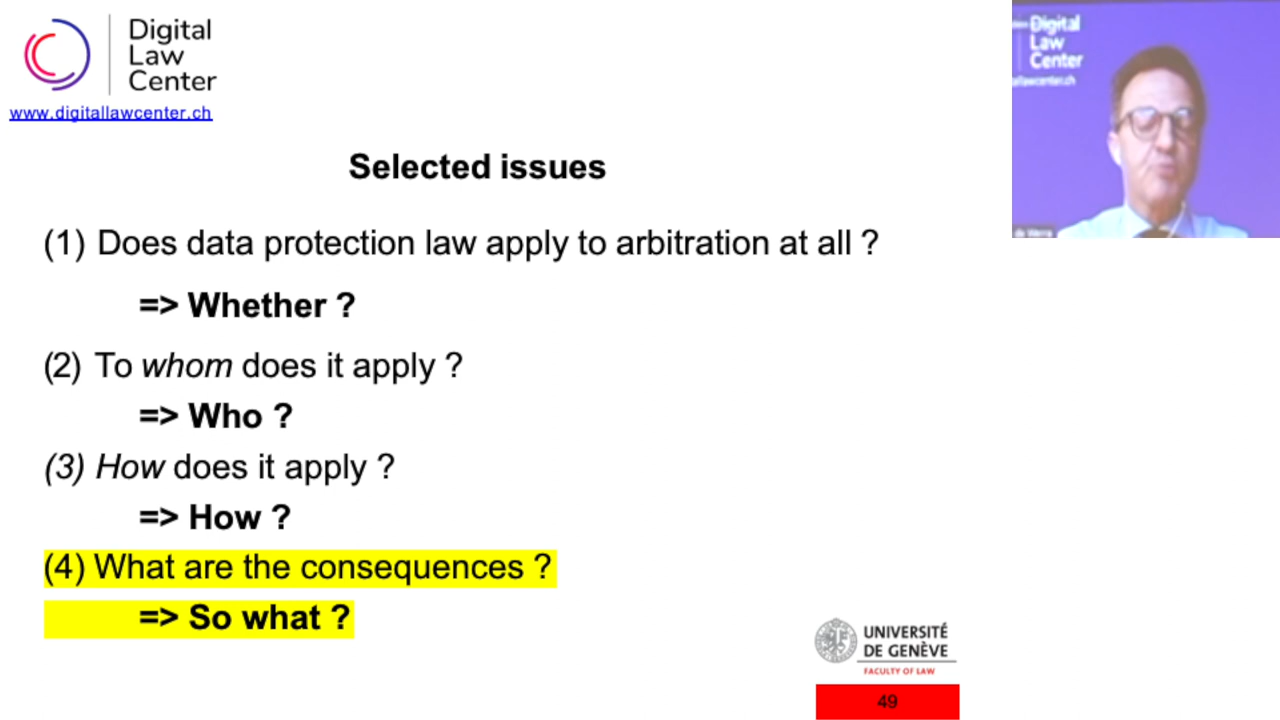 Digital
Law
Center
www.digitallawcenter.ch
Digital
Law
Center
Selected issues
(1) Does data protection law apply to arbitration at all ?
=> Whether ?
(2) To whom does it apply ?
=> Who ?
(3) How does it apply ?
=> How ?
(4) What are the consequences ?
=> So what ?
UNIVERSITÉ
DE GENÈVE
FACULTY OF LAW
49